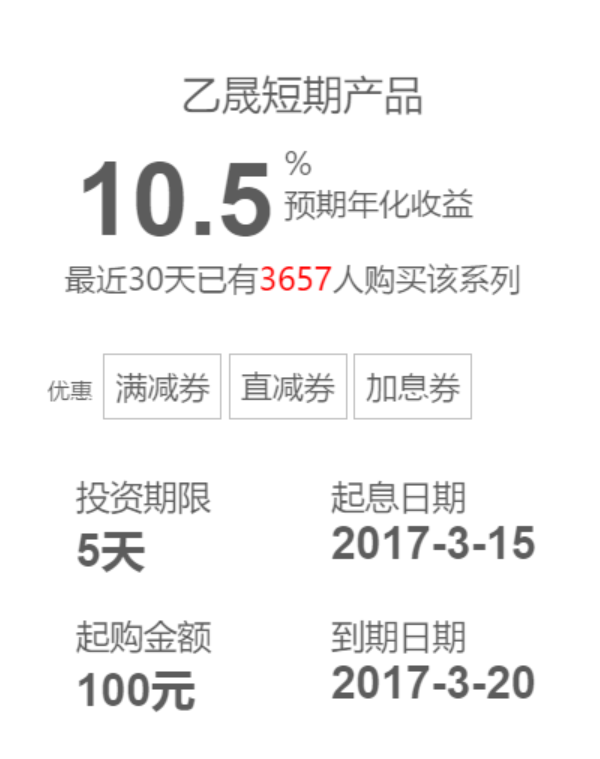 乙晟短期产品
10.5%
预期年化收益
最近30天已有3657人购买该系列
优惠 满减券 直减券 加息券
投资期限 起息日期
5天 2017-3-15
起购金额 到期日期
100元 2017-3-20